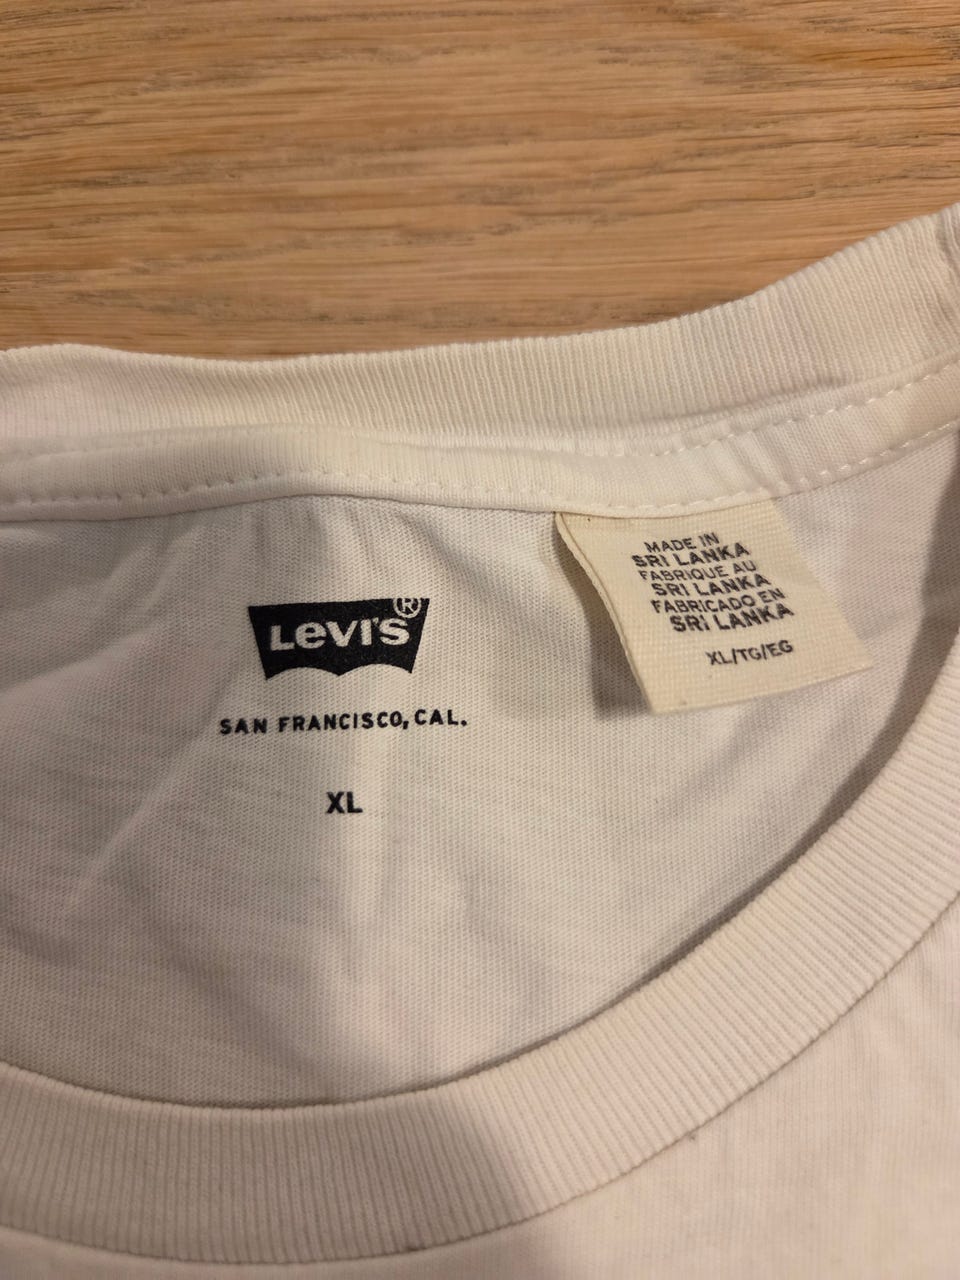 Levi's®
SAN FRANCISCO, CAL.
XL
MADE IN
SRI LANKA
FABRIQUE AU
SRI LANKA
FABRICADO EN
SRI LANKA
XL/TG/EG